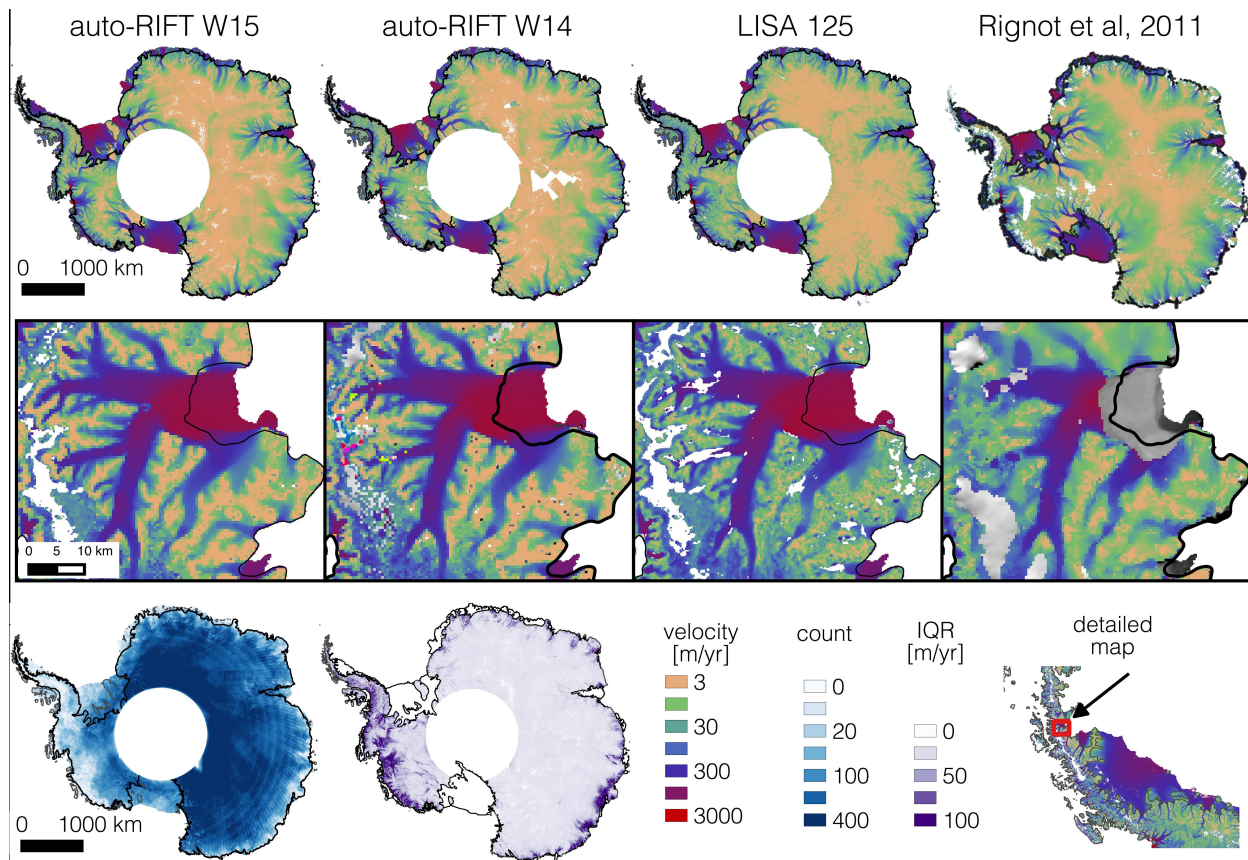 auto-RIFT W15
auto-RIFT W14
LISA 125
Rignot et al, 2011
0 1000 km
0 5 10 km
0 1000 km
velocity
[m/yr]
3
30
300
3000
count
0
20
100
400
IQR
[m/yr]
0
50
100
detailed
map